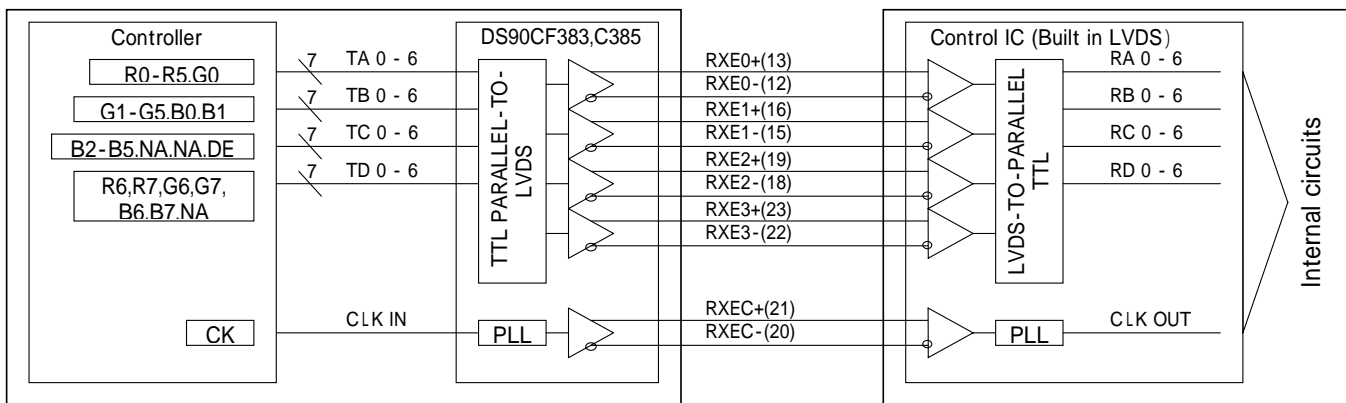 Controller
R0-R5.G0
G1-G5.B0.B1
B2-B5.NA.NA.DE
R6,R7,G6,G7,
B6.B7.NA
CK
7
TA 0 - 6
7
TB 0 - 6
7
TC 0 - 6
7
TD 0 - 6
CLK IN
DS90CF383,C385
TTL PARALLEL-TO-
LVDS
PLL
RXE0+(13)
RXE0-(12)
RXE1+(16)
RXE1-(15)
RXE2+(19)
RXE2-(18)
RXE3+(23)
RXE3-(22)
RXEC+(21)
RXEC-(20)
Control IC (Built in LVDS)
LVDS-TO-PARALLEL
TTL
PLL
RA 0 - 6
RB 0 - 6
RC 0 - 6
RD 0 - 6
CLK OUT
Internal circuits